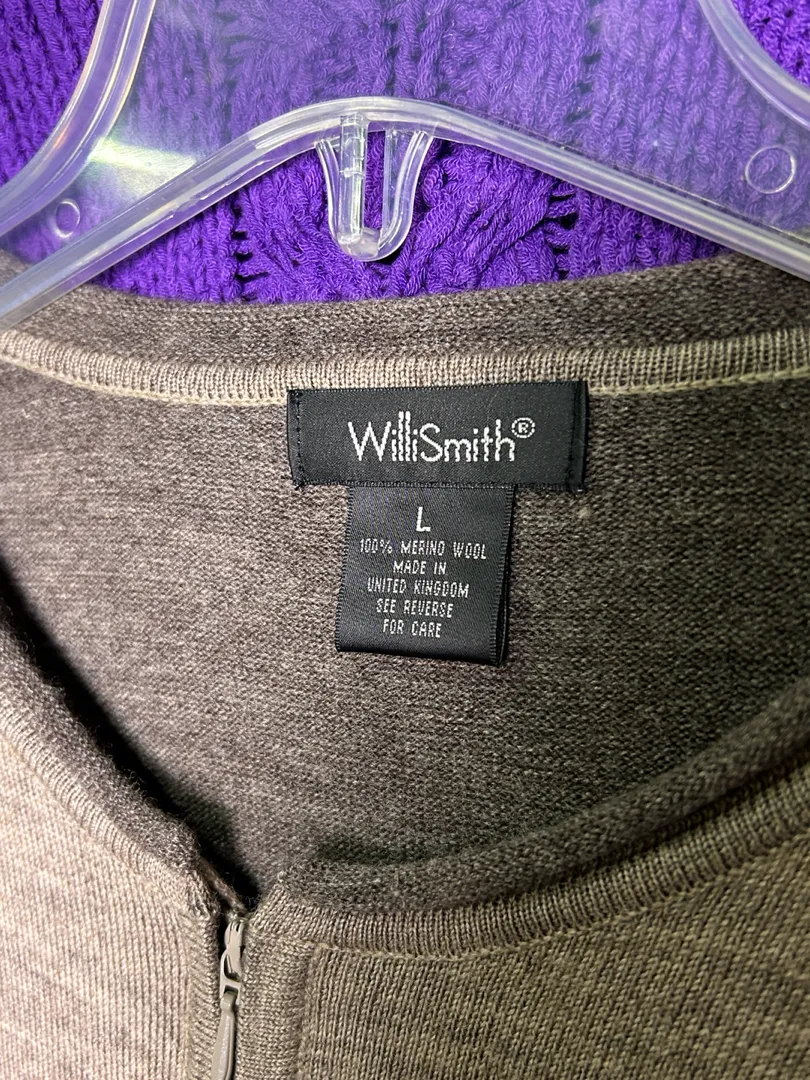 WilliSmith®
L
100% MERINO WOOL
MADE IN
UNITED KINGDOM
SEE REVERSE
FOR CARE